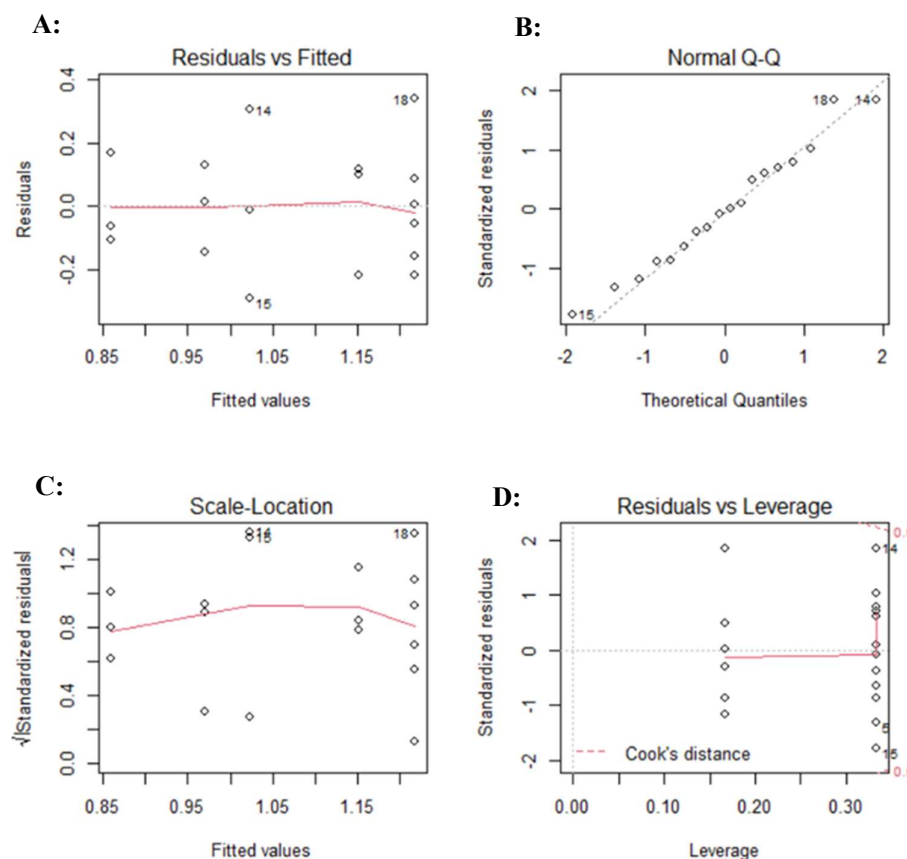 A:
Residuals vs Fitted
Residuals
0.4
0.2
0.0
-0.2
14
18
15
0.85
0.95
1.05
1.15
Fitted values
B:
Normal Q-Q
Standardized residuals
2
1
0
-1
18
14
15
-2
-1
0
1
2
Theoretical Quantiles
C:
Scale-Location
√|Standardized residuals
1.2
0.8
0.4
0.0
14
15
18
0.85
0.95
1.05
1.15
Fitted values
D:
Residuals vs Leverage
Standardized residuals
2
1
0
-1
-2
14
5
15
Cook's distance
0.00
0.10
0.20
0.30
Leverage